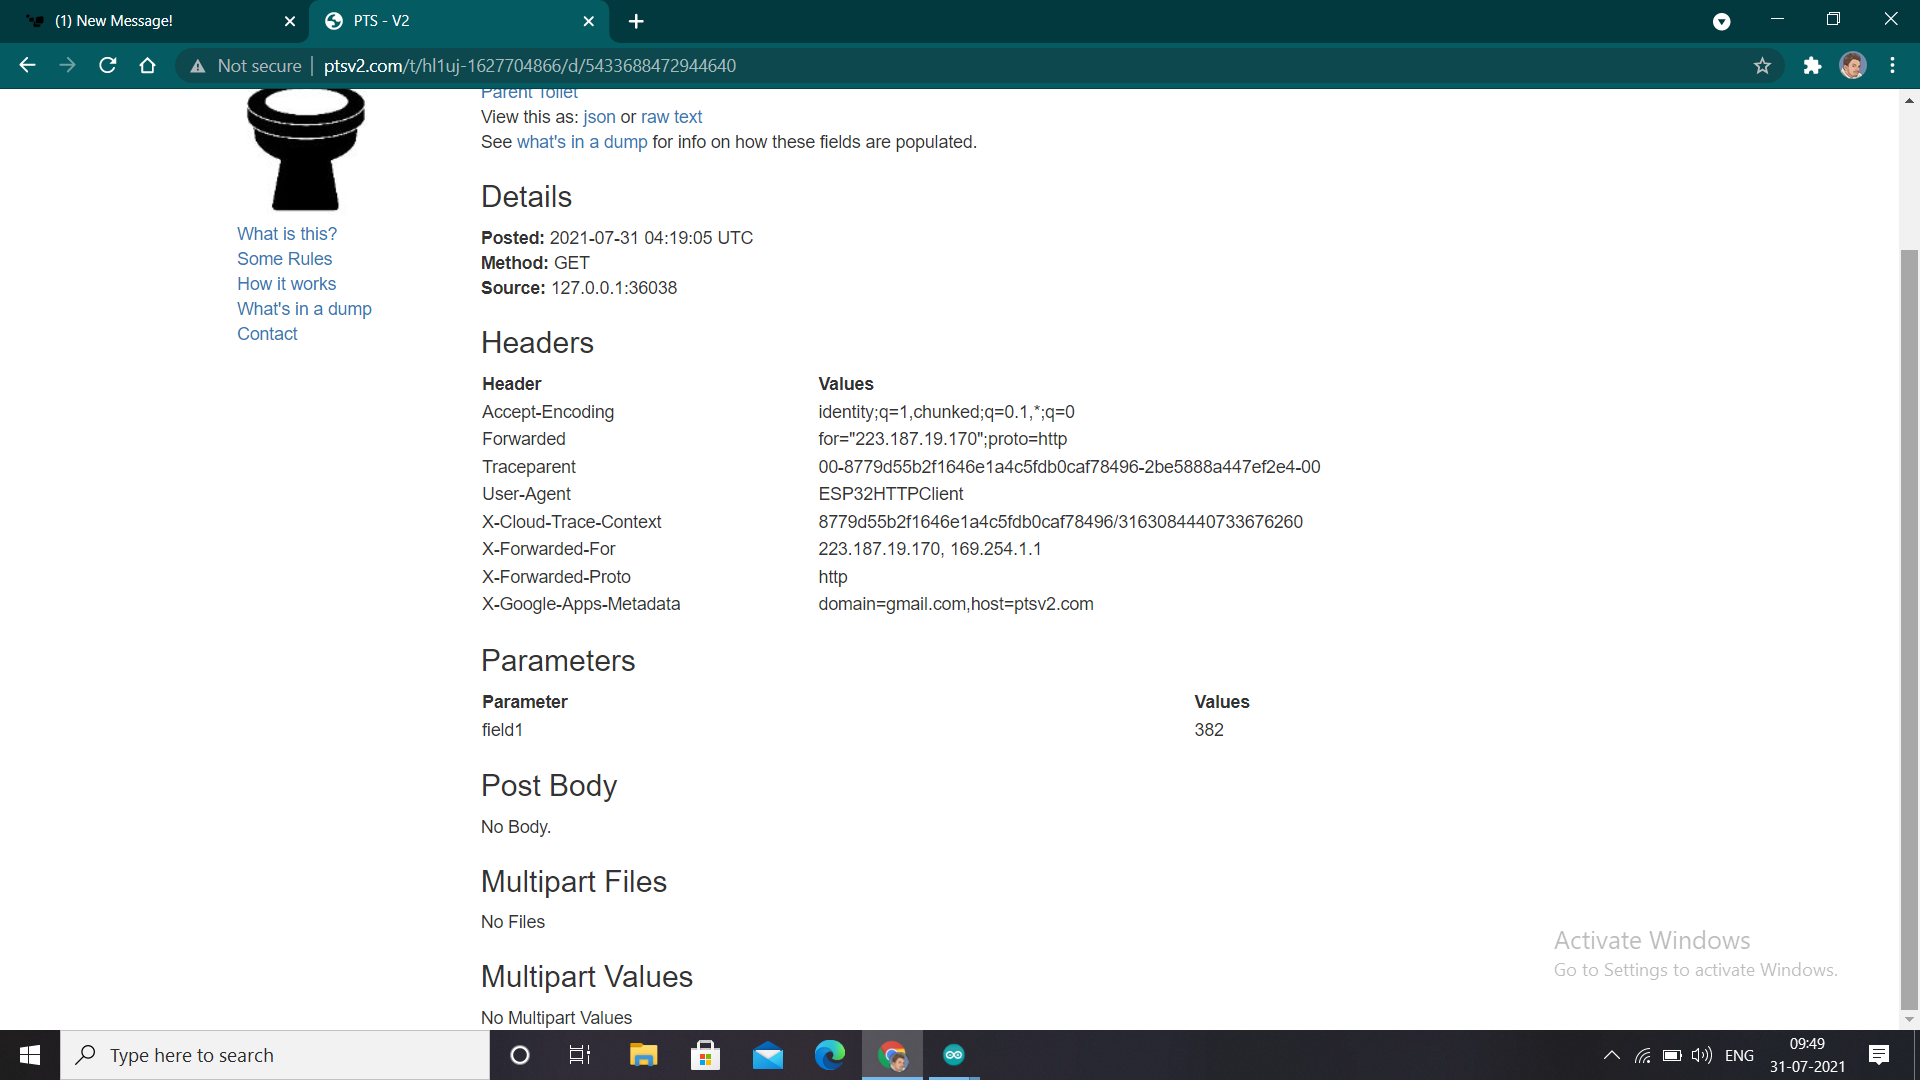 (1) New Message!
PTS - V2
Not secure
ptsv2.com/t/hl1uj-1627704866/d/5433688472944640
Parent Toilet
View this as: json or raw text
See what's in a dump for info on how these fields are populated.
What is this?
Some Rules
How it works
What's in a dump
Contact
Details
Posted: 2021-07-31 04:19:05 UTC
Method: GET
Source: 127.0.0.1:36038
Headers
Header Values
Accept-Encoding identity;q=1,chunked;q=0.1,*;q=0
Forwarded for="223.187.19.170";proto=http
Traceparent 00-8779d55b2f1646e1a4c5fdb0caf78496-2be5888a447ef2e4-00
User-Agent ESP32HTTPClient
X-Cloud-Trace-Context 8779d55b2f1646e1a4c5fdb0caf78496/3163084440733676260
X-Forwarded-For 223.187.19.170, 169.254.1.1
X-Forwarded-Proto http
X-Google-Apps-Metadata domain=gmail.com,host=ptsv2.com
Parameters
Parameter Values
field1 382
Post Body
No Body.
Multipart Files
No Files
Multipart Values
No Multipart Values
Activate Windows
Go to Settings to activate Windows.
Type here to search
ENG
09:49
31-07-2021